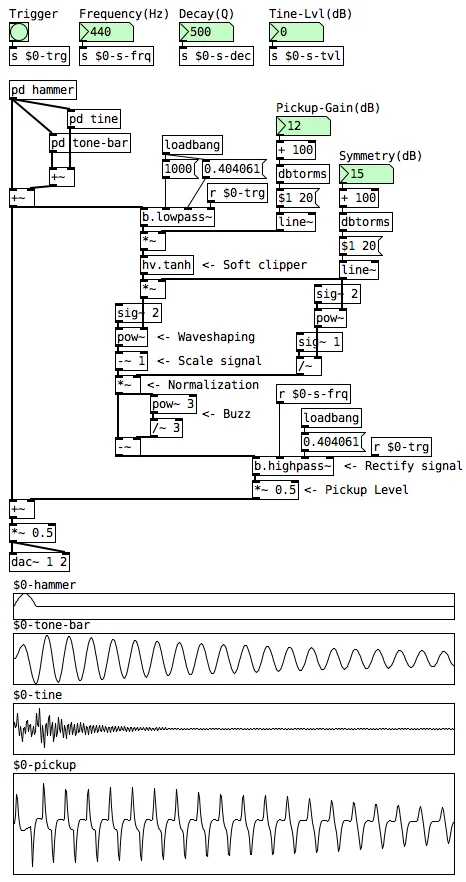 Trigger Frequency(Hz) Decay(Q) Tine-Lvl(dB)
440 500 0
s $0-trg s $0-s-frq s $0-s-dec s $0-s-tvl
pd hammer
pd tine
pd tone-bar
+~
+~
loadbang
1000 0.404061
r $0-trg
b.lowpass~
*~
hv.tanh <- Soft clipper
*~
Pickup-Gain(dB)
12
+ 100
dbtorms
$1 20
line~
Symmetry(dB)
15
+ 100
dbtorms
$1 20
line~
sig~ 2
pow~
sig~ 1
/~
sig~ 2
pow~ <- Waveshaping
-~ 1 <- Scale signal
*~ <- Normalization
pow~ 3
<- Buzz
/~ 3
-~
r $0-s-frq
loadbang
0.404061 r $0-trg
b.highpass~ <- Rectify signal
*~ 0.5 <- Pickup Level
+~
*~ 0.5
dac~ 1 2
$0-hammer
$0-tone-bar
$0-tine
$0-pickup